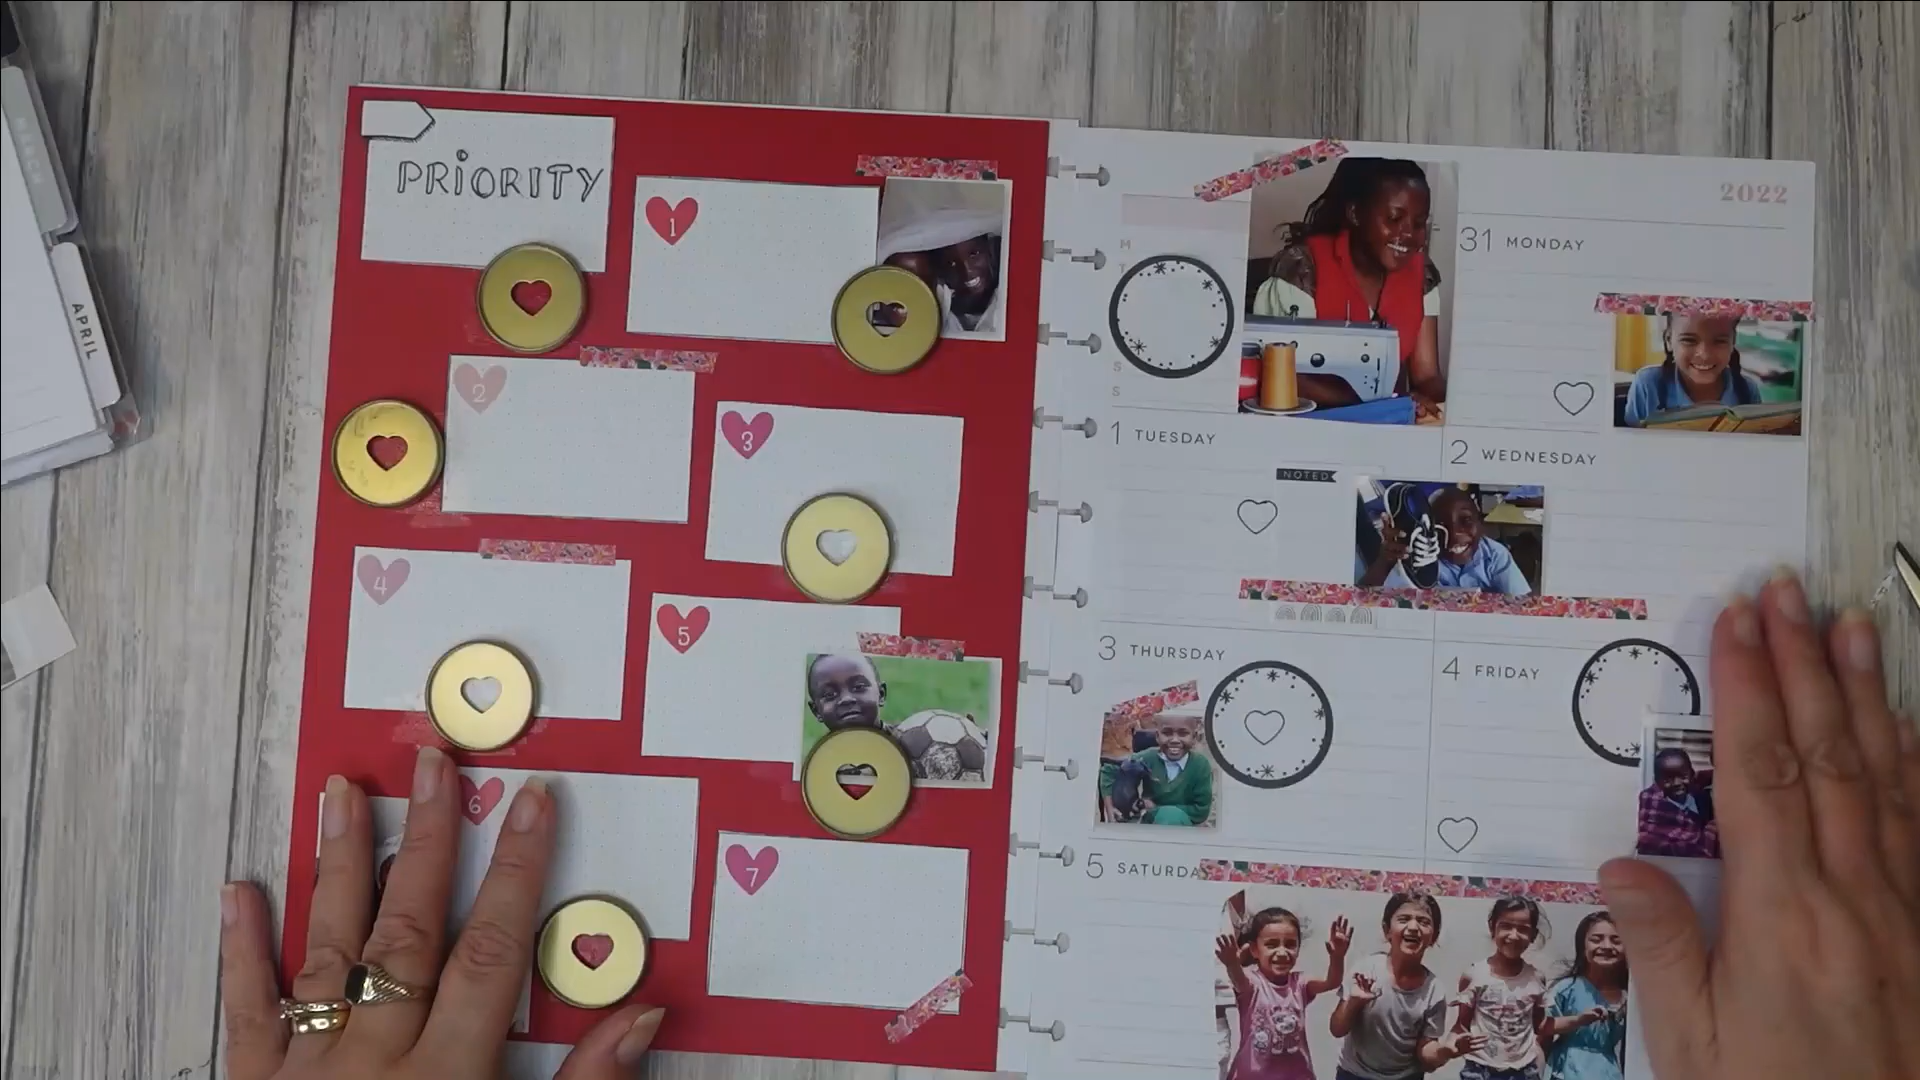 MARCH
APRIL
PRIORITY
1
2
3
4
5
6
7
2022
M
T
S
S
31 MONDAY
1 TUESDAY
2 WEDNESDAY
NOTED
3 THURSDAY
4 FRIDAY
5 SATURDA